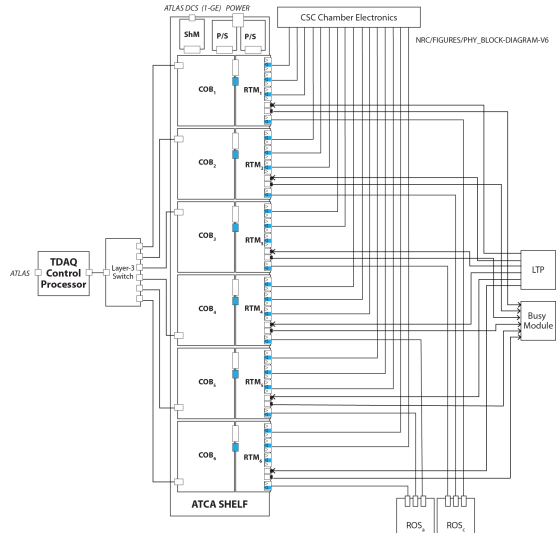 ATLAS DCS (1-GE) POWER
CSC Chamber Electronics
NRC/FIGURES/PHY_BLOCK-DIAGRAM-V6
ShM
P/S
P/S
COB1
RTM1
COB2
RTM2
COB3
RTM3
COB4
RTM4
COB5
RTM5
COB6
RTM6
ATLAS
TDAQ
Control
Processor
Layer-3
Switch
LTP
Busy
Module
ATCA SHELF
ROSa
ROSc